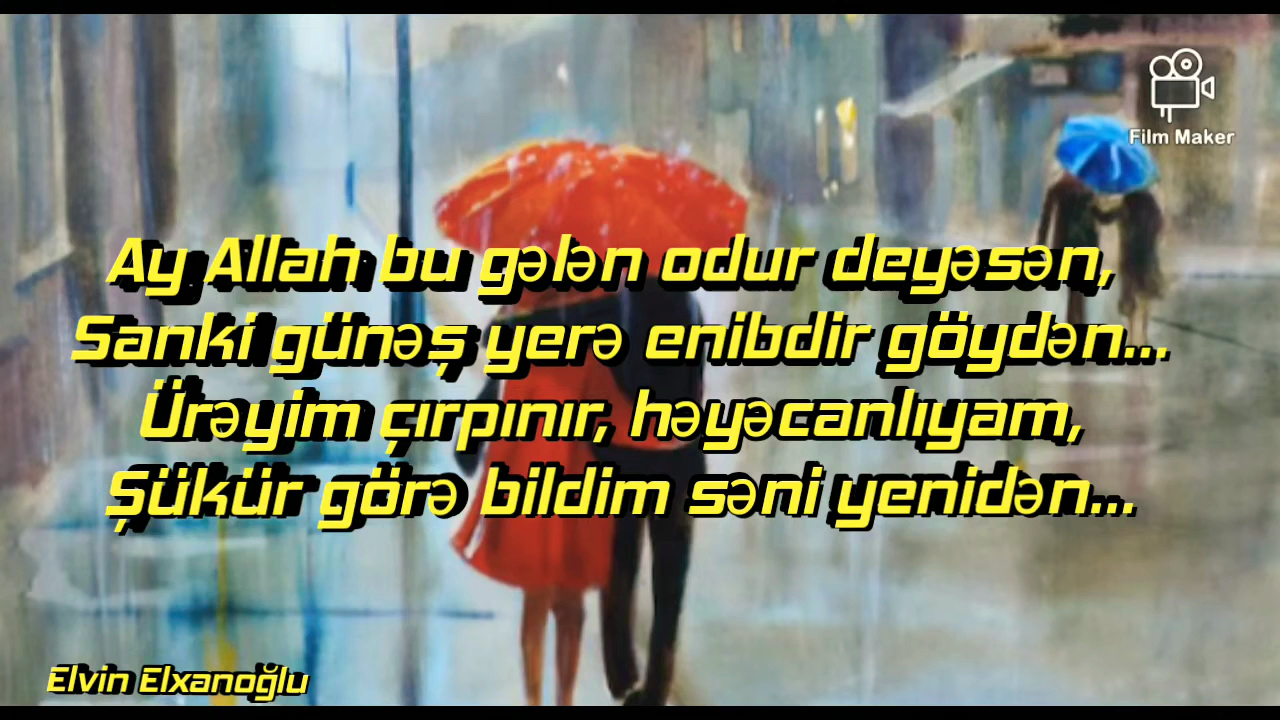 Film Maker
Ay Allah bu gələn odur deyəsən,
Sanki günəş yerə enibdir göydən...
Ürəyim çırpınır, həyəcanlıyam,
Şükür görə bildim səni yenidən...
Elvin Elxanoğlu